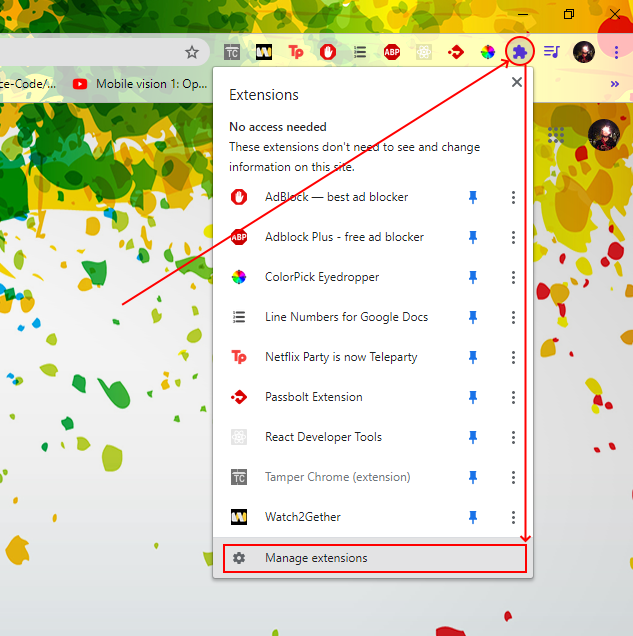 TC
Tp
ABP
ce-Code/...
Mobile vision 1: Op...
»
Extensions
No access needed
These extensions don't need to see and change
information on this site.
AdBlock — best ad blocker
ABP Adblock Plus - free ad blocker
ColorPick Eyedropper
Line Numbers for Google Docs
Tp Netflix Party is now Teleparty
Passbolt Extension
React Developer Tools
TC Tamper Chrome (extension)
Watch2Gether
Manage extensions